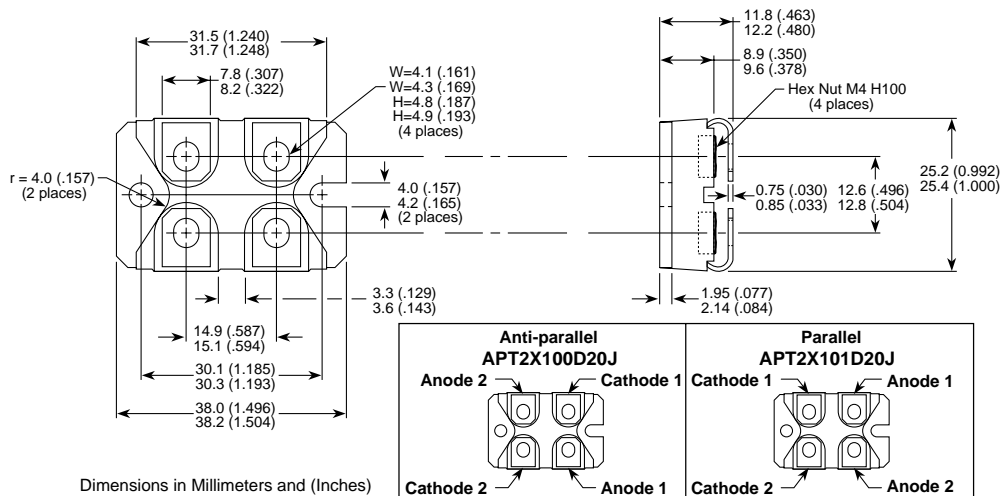 31.5 (1.240)
31.7 (1.248)
7.8 (.307)
8.2 (.322)
W=4.1 (.161)
W=4.3 (.169)
H=4.8 (.187)
H=4.9 (.193)
(4 places)
r = 4.0 (.157)
(2 places)
4.0 (.157)
4.2 (.165)
(2 places)
3.3 (.129)
3.6 (.143)
14.9 (.587)
15.1 (.594)
30.1 (1.185)
30.3 (1.193)
38.0 (1.496)
38.2 (1.504)
11.8 (.463)
12.2 (.480)
8.9 (.350)
9.6 (.378)
Hex Nut M4 H100
(4 places)
0.75 (.030)
0.85 (.033)
12.6 (.496)
12.8 (.504)
25.2 (0.992)
25.4 (1.000)
1.95 (.077)
2.14 (.084)
Anti-parallel
APT2X100D20J
Anode 2
Cathode 1
Cathode 2
Anode 1
Parallel
APT2X101D20J
Cathode 1
Anode 1
Cathode 2
Anode 2
Dimensions in Millimeters and (Inches)